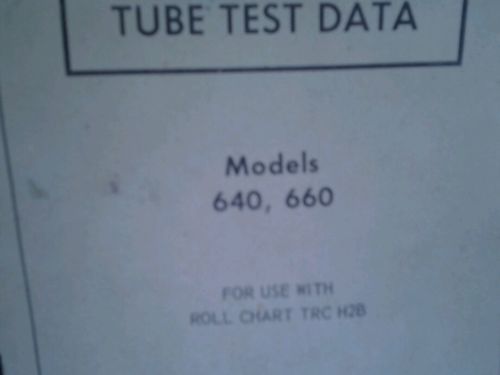 TUBE TEST DATA
Models
640, 660
FOR USE WITH
ROLL CHART TRC H2B